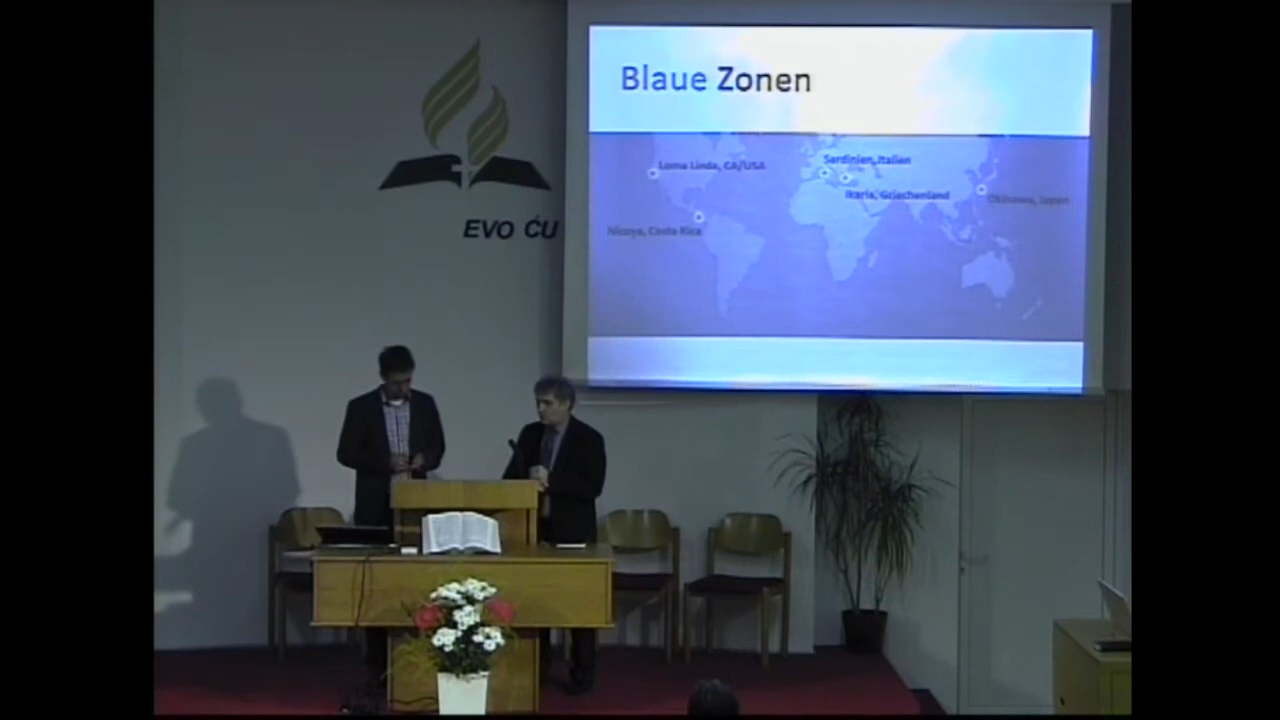 Blaue Zonen
Loma Linda, CA/USA
Sardinien, Italien
Ikaria, Griechenland
Okinawa, Japan
Nicoya, Costa Rica
EVO ĆU